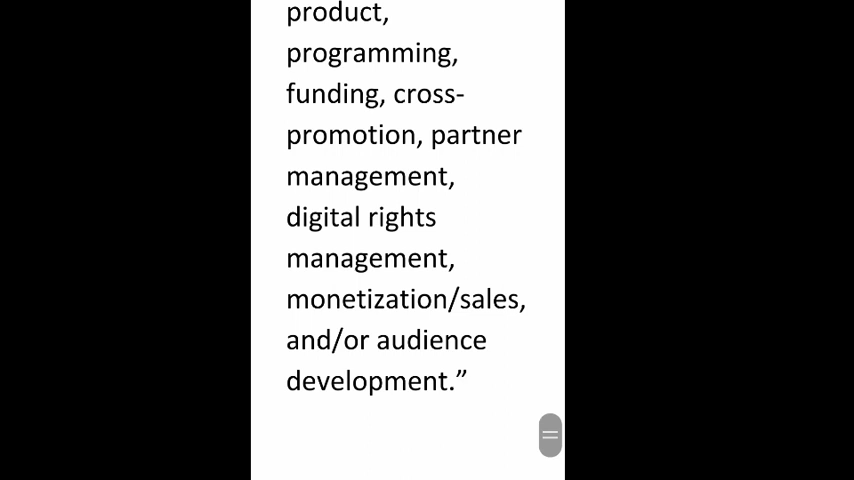 product,
programming,
funding, cross-
promotion, partner
management,
digital rights
management,
monetization/sales,
and/or audience
development.”